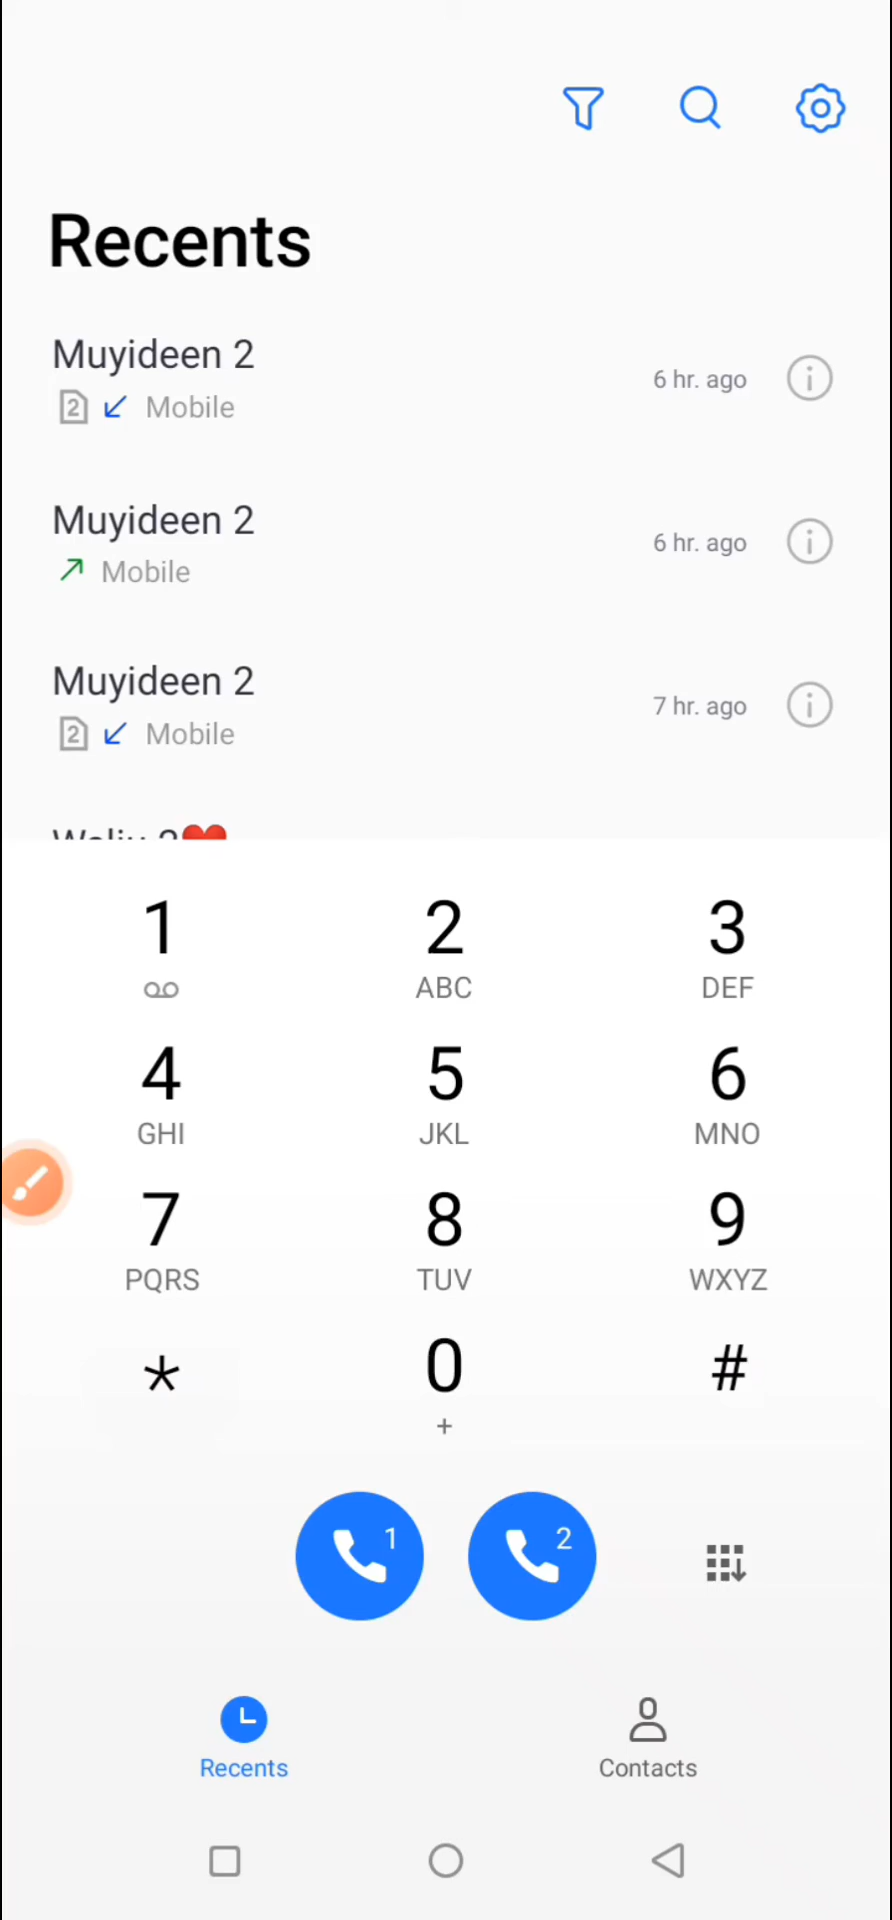 Recents
Muyideen 2
6 hr. ago
2 Mobile
Muyideen 2
6 hr. ago
Mobile
Muyideen 2
7 hr. ago
2 Mobile
1 2 3
ABC DEF
4 5 6
GHI JKL MNO
7 8 9
PQRS TUV WXYZ
* 0 #
+
1 2
Recents Contacts